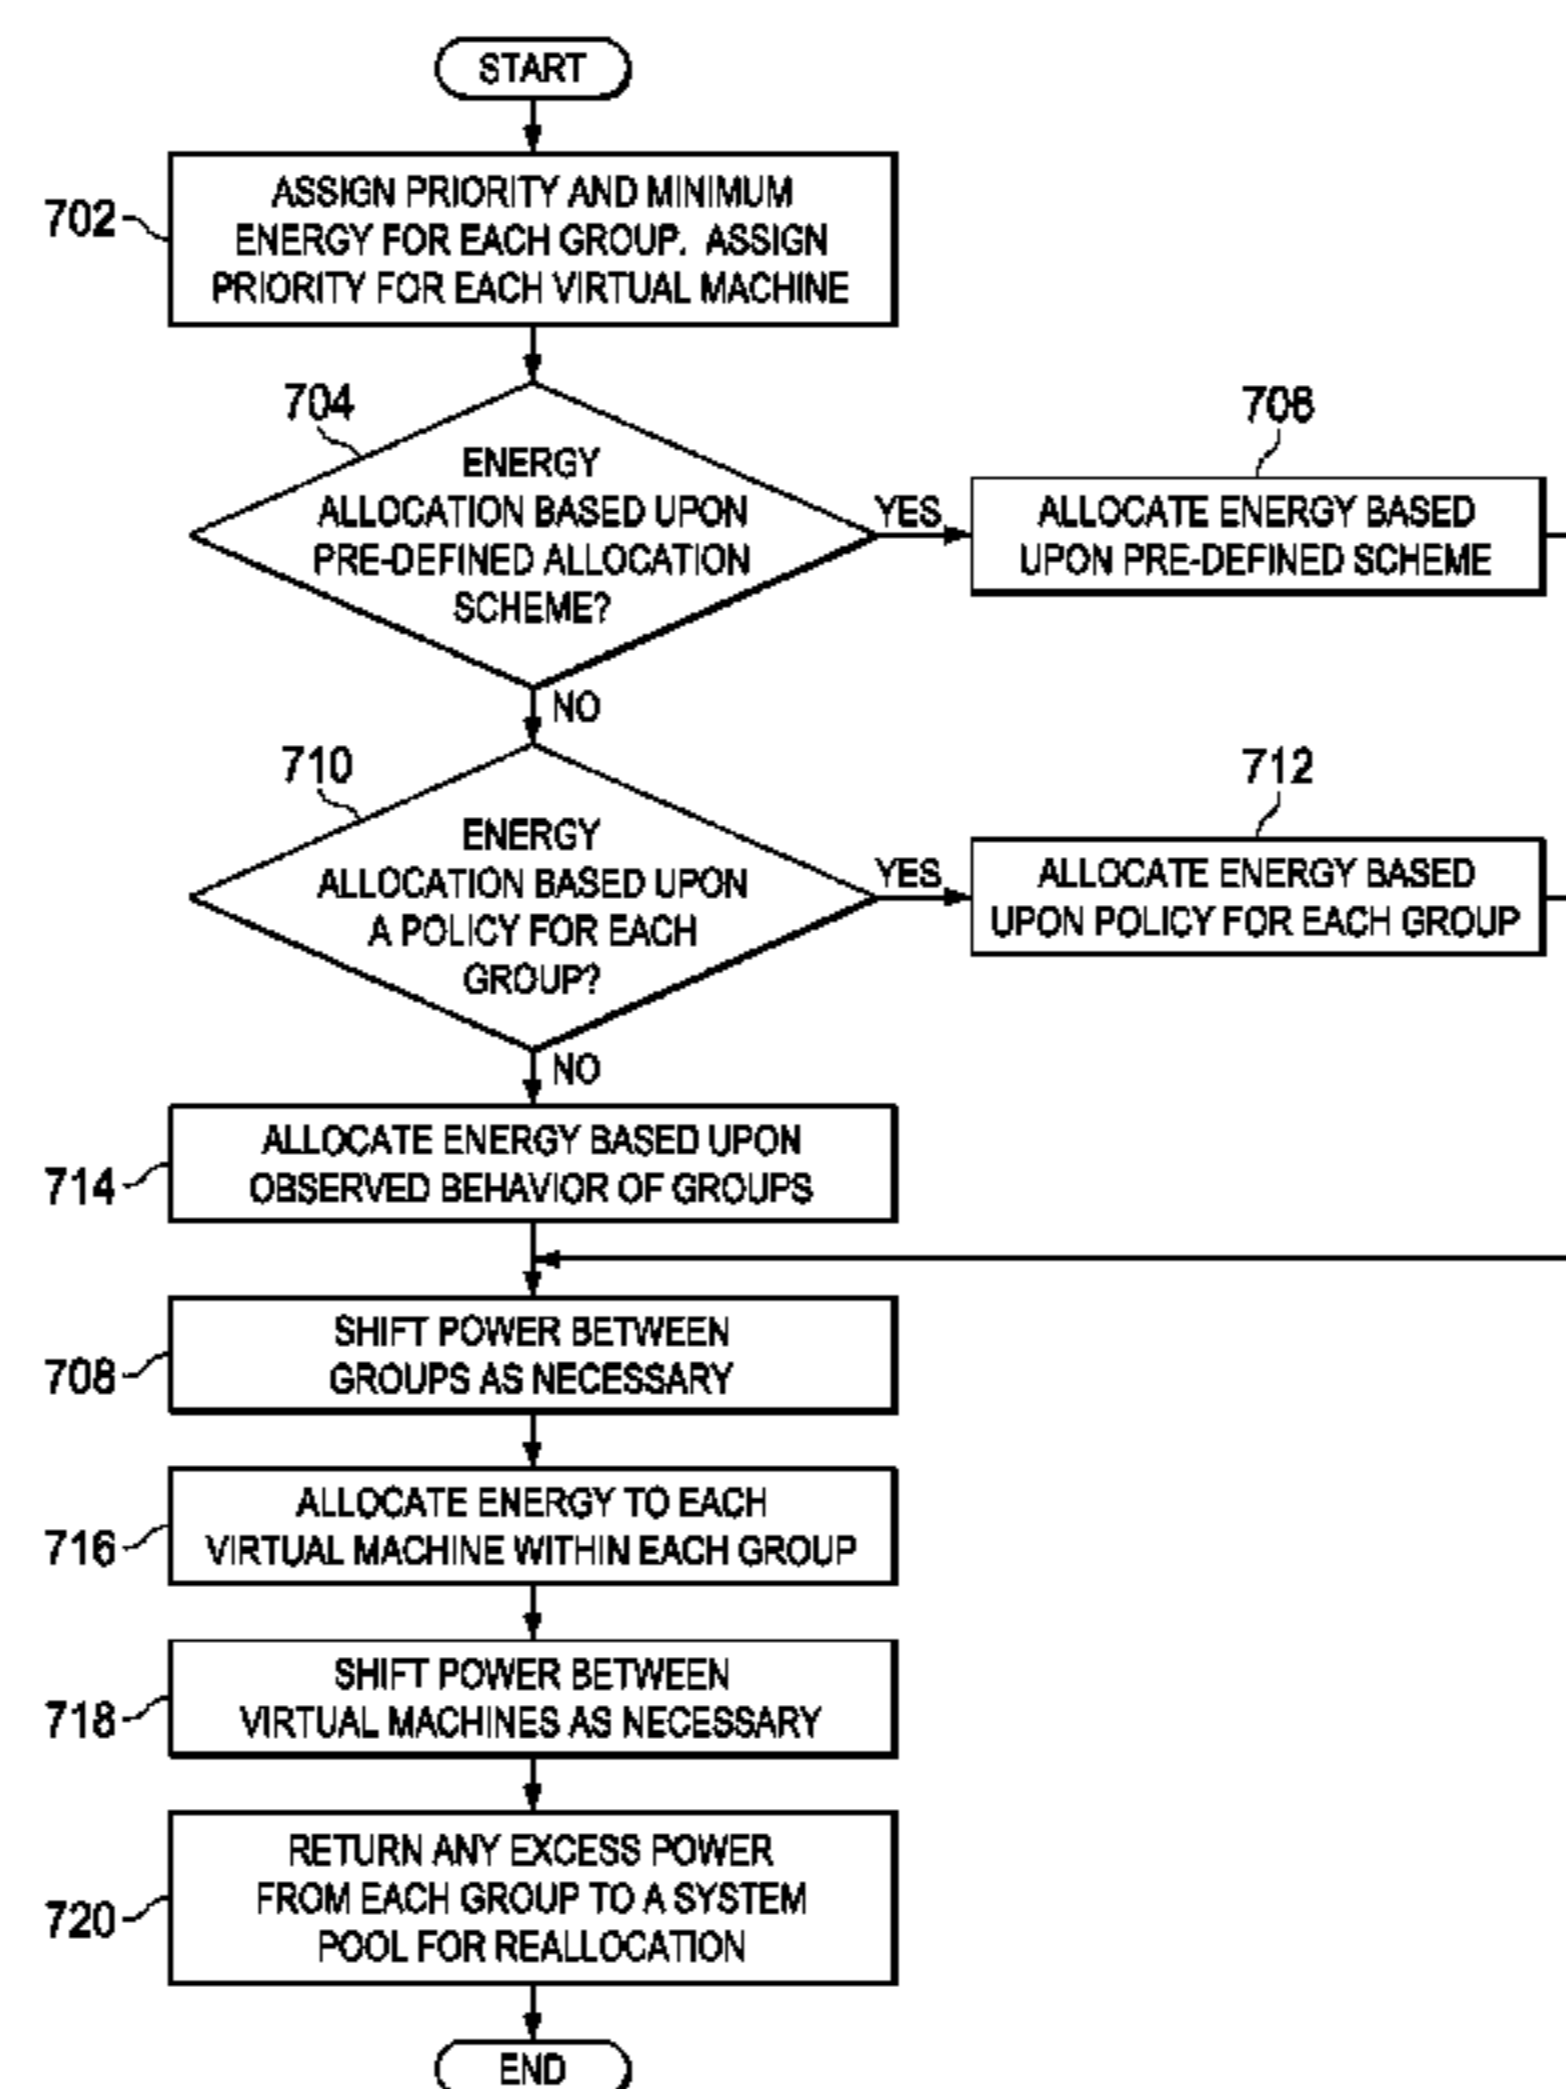 START
702
ASSIGN PRIORITY AND MINIMUM
ENERGY FOR EACH GROUP. ASSIGN
PRIORITY FOR EACH VIRTUAL MACHINE
704
ENERGY
ALLOCATION BASED UPON
PRE-DEFINED ALLOCATION
SCHEME?
YES
706
ALLOCATE ENERGY BASED
UPON PRE-DEFINED SCHEME
NO
710
ENERGY
ALLOCATION BASED UPON
A POLICY FOR EACH
GROUP?
YES
712
ALLOCATE ENERGY BASED
UPON POLICY FOR EACH GROUP
NO
714
ALLOCATE ENERGY BASED UPON
OBSERVED BEHAVIOR OF GROUPS
708
SHIFT POWER BETWEEN
GROUPS AS NECESSARY
716
ALLOCATE ENERGY TO EACH
VIRTUAL MACHINE WITHIN EACH GROUP
718
SHIFT POWER BETWEEN
VIRTUAL MACHINES AS NECESSARY
720
RETURN ANY EXCESS POWER
FROM EACH GROUP TO A SYSTEM
POOL FOR REALLOCATION
END